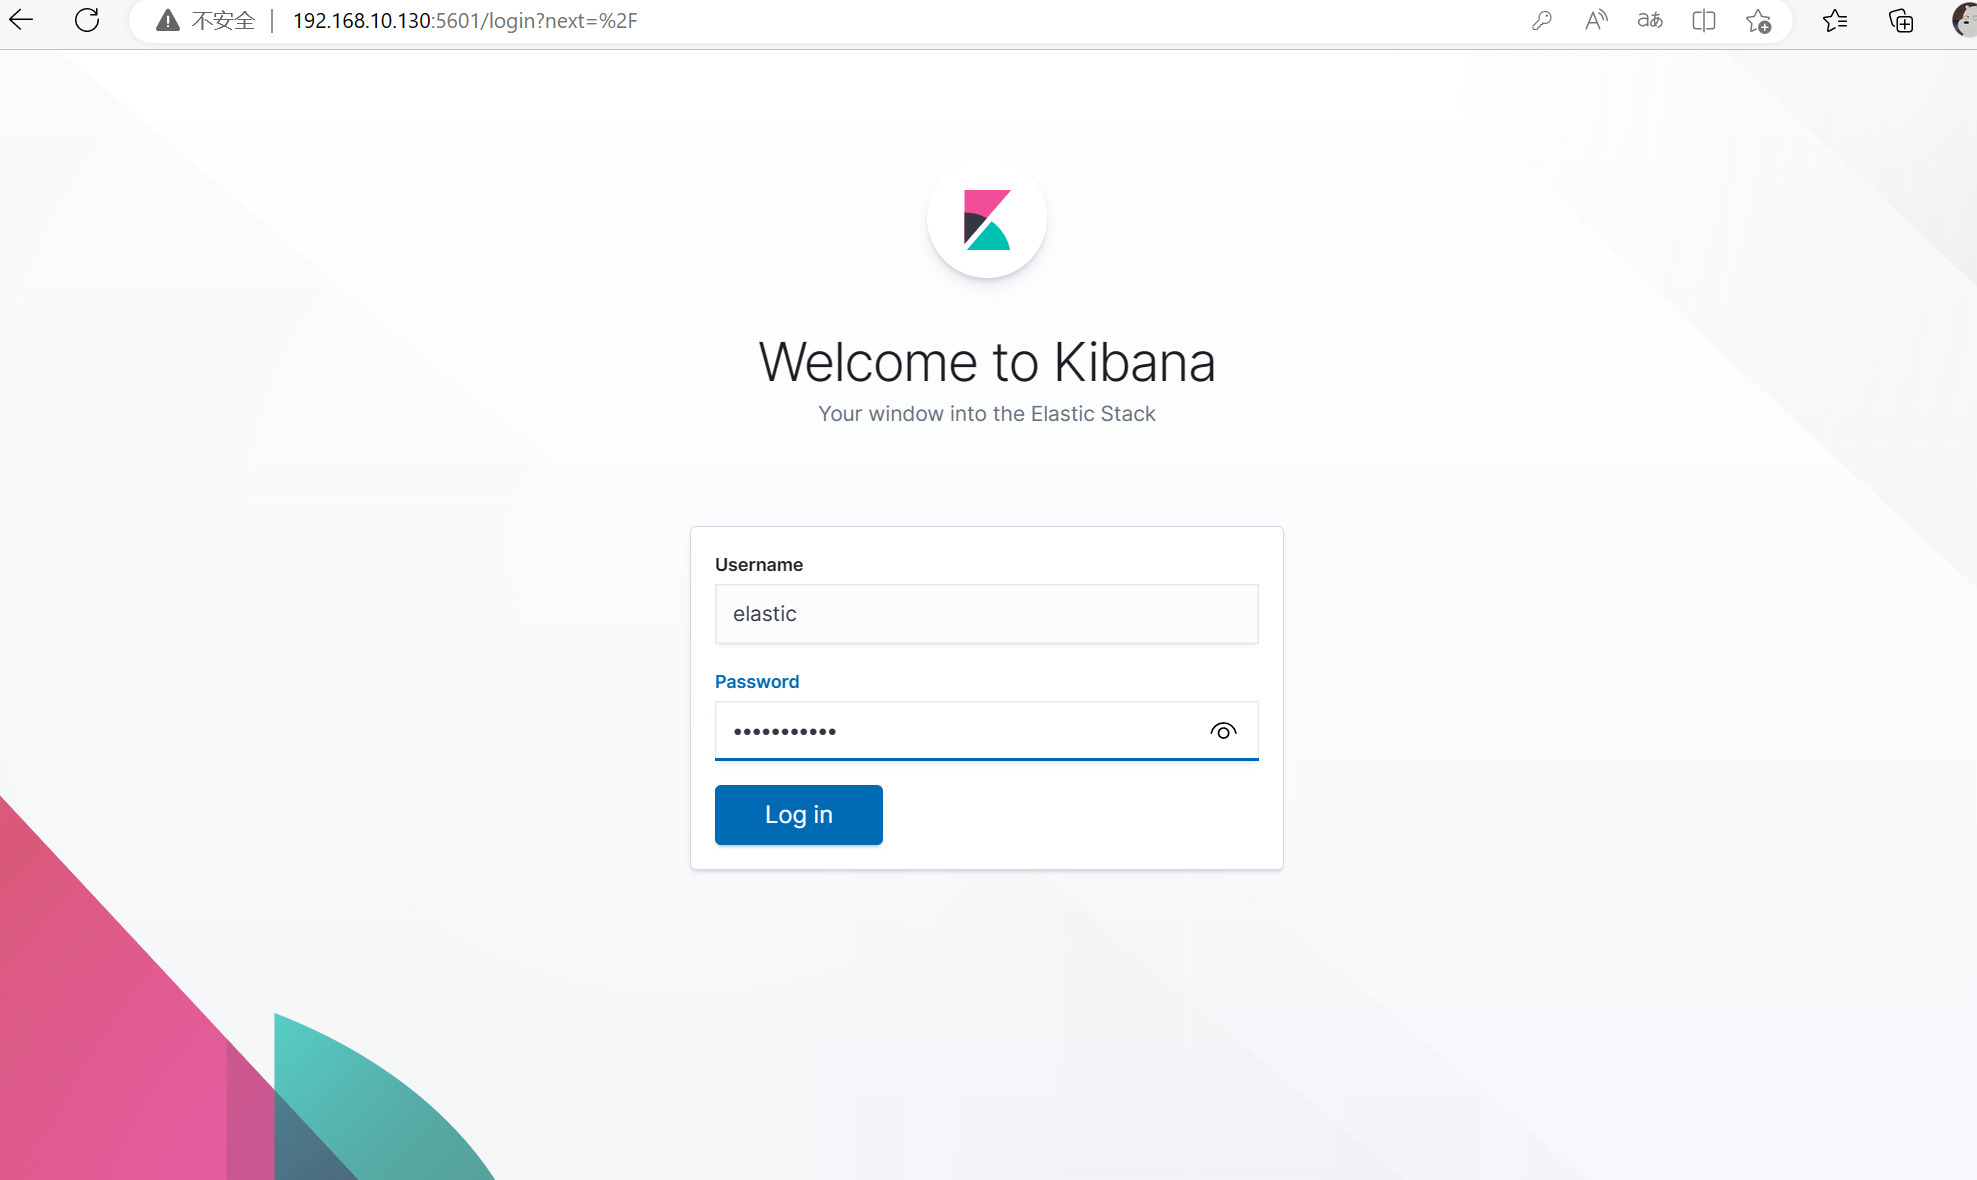 不安全 192.168.10.130:5601/login?next=%2F
Welcome to Kibana
Your window into the Elastic Stack
Username
elastic
Password
•••••••••••
Log in